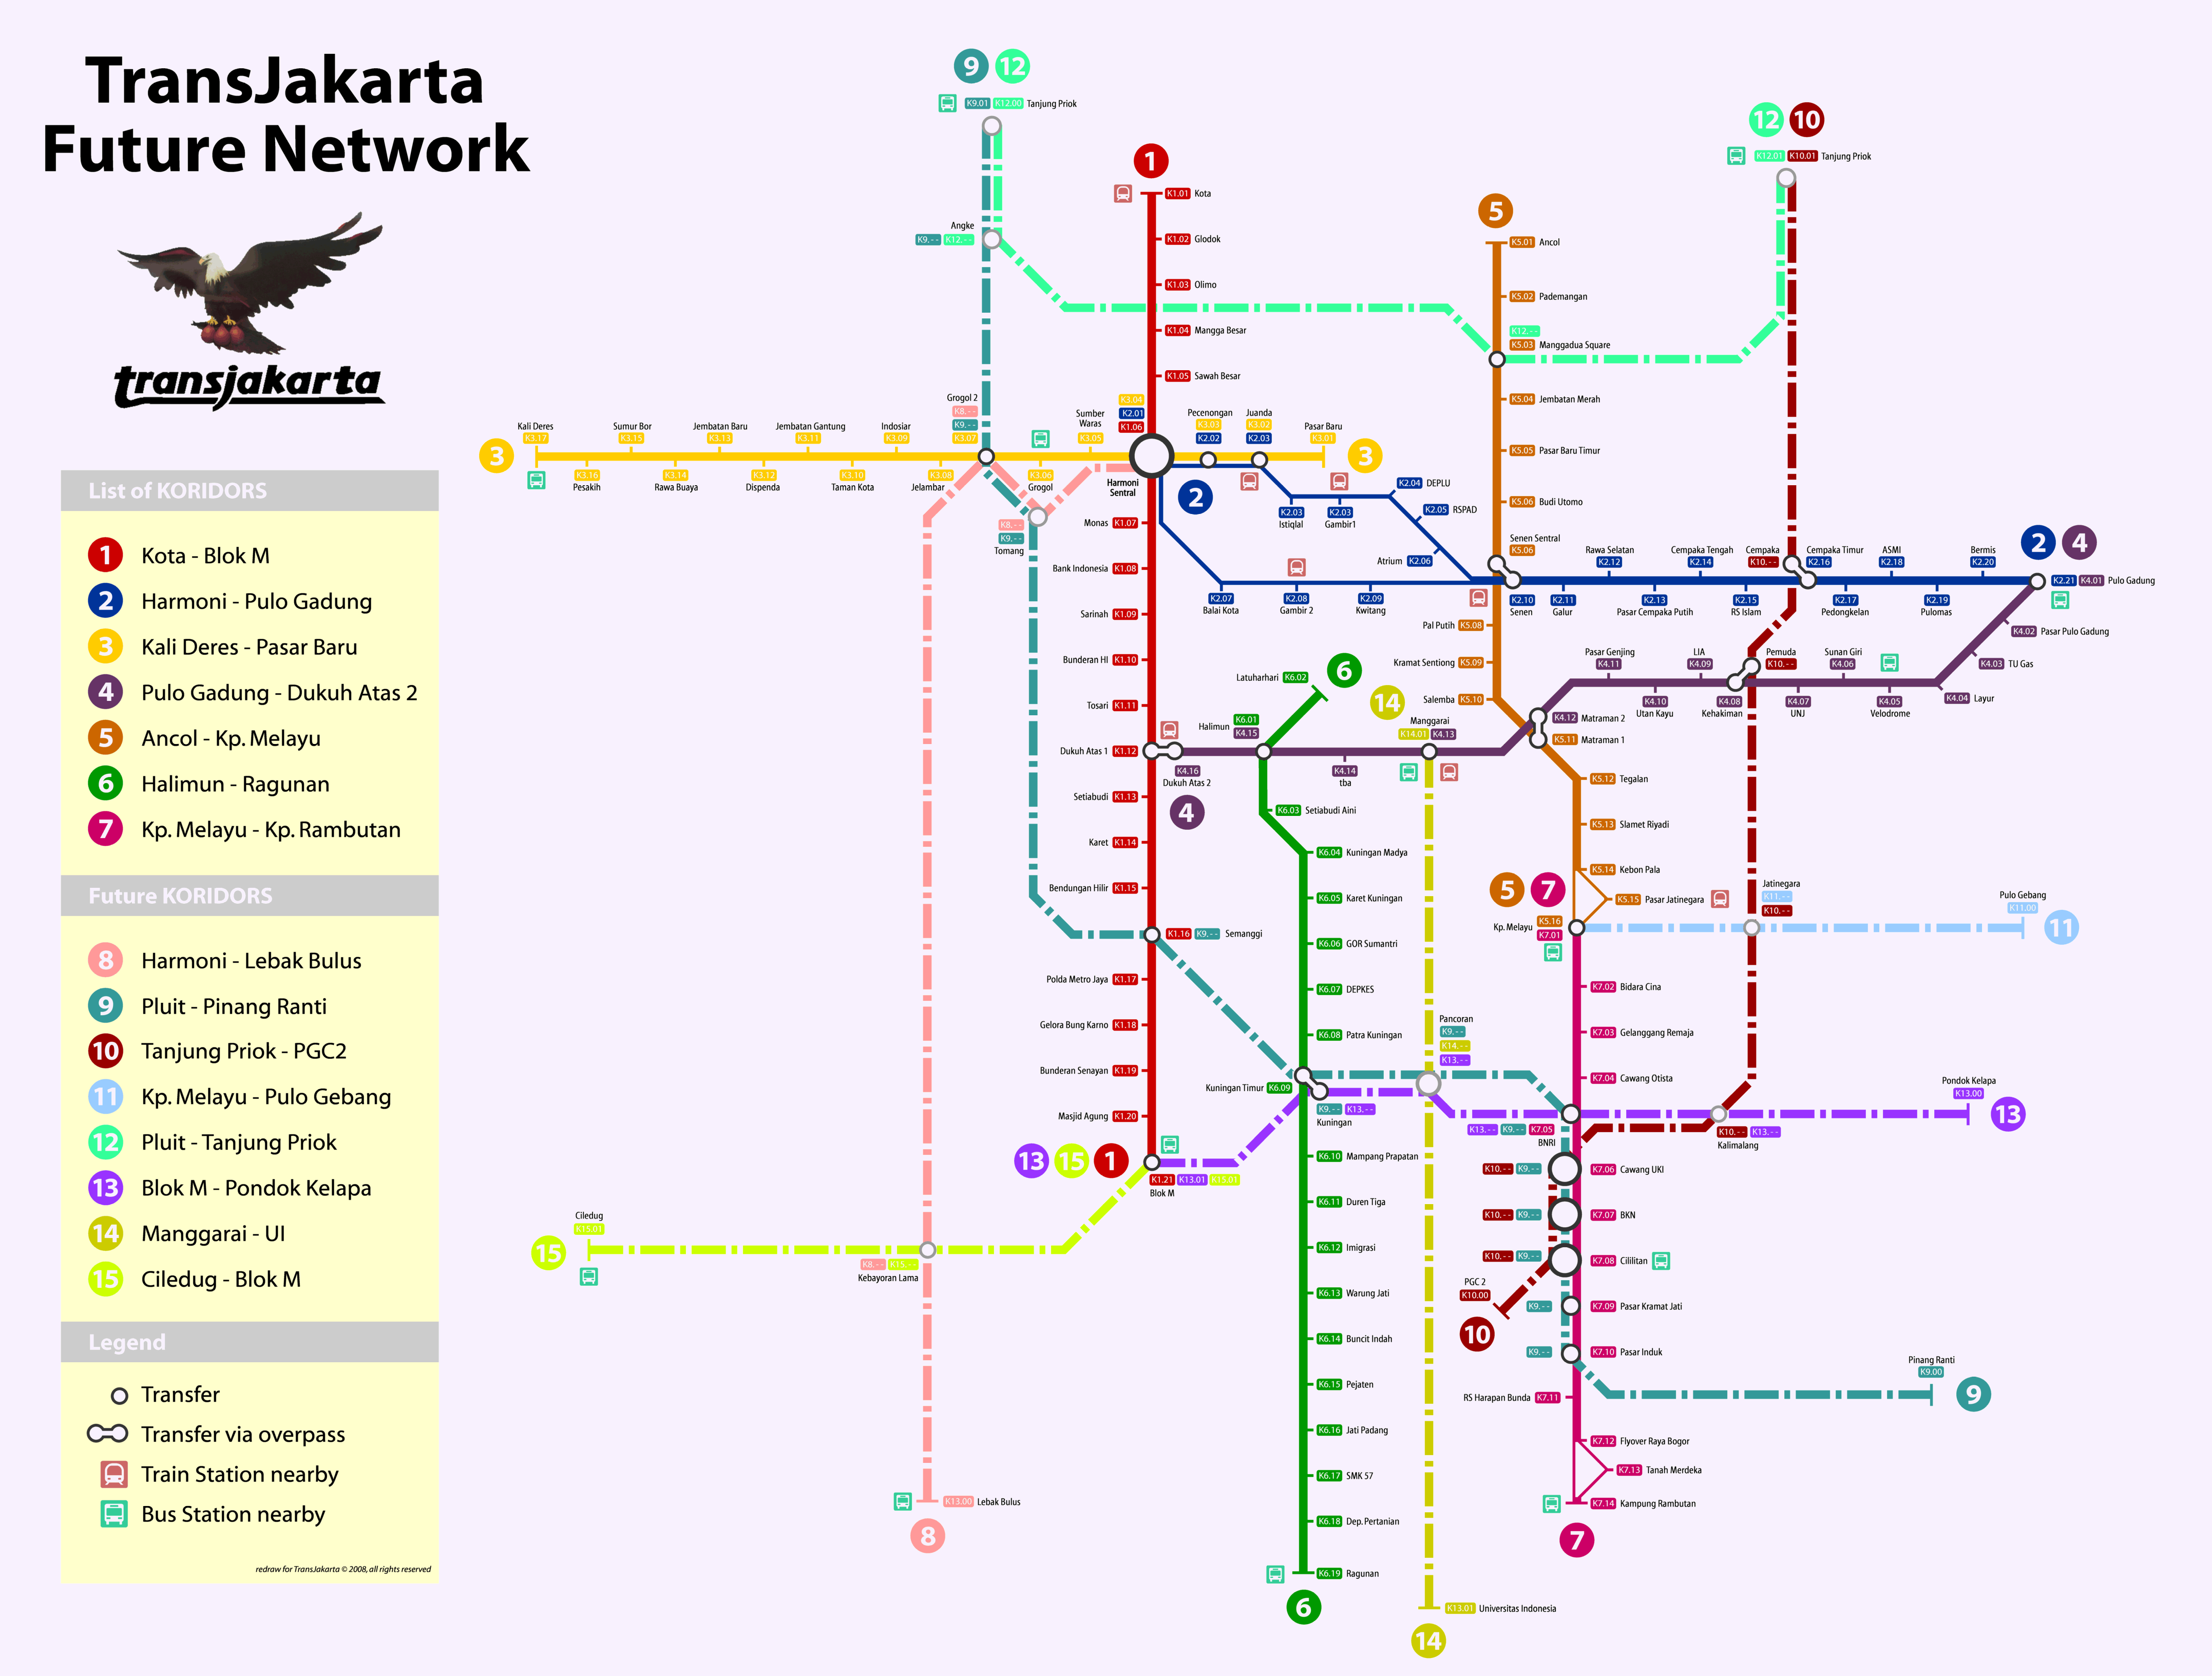 TransJakarta
Future Network
transjakarta
List of KORIDORS
1 Kota - Blok M
2 Harmoni - Pulo Gadung
3 Kali Deres - Pasar Baru
4 Pulo Gadung - Dukuh Atas 2
5 Ancol - Kp. Melayu
6 Halimun - Ragunan
7 Kp. Melayu - Kp. Rambutan
Future KORIDORS
8 Harmoni - Lebak Bulus
9 Pluit - Pinang Ranti
10 Tanjung Priok - PGC2
11 Kp. Melayu - Pulo Gebang
12 Pluit - Tanjung Priok
13 Blok M - Pondok Kelapa
14 Manggarai - UI
15 Ciledug - Blok M
Legend
Transfer
Transfer via overpass
Train Station nearby
Bus Station nearby
redraw for TransJakarta © 2008, all rights reserved
9 12
K9.01 K12.00 Tanjung Priok
Angke
K9.-- K12.--
12 10
K12.01 K10.01 Tanjung Priok
1
K1.01 Kota
K1.02 Glodok
K1.03 Olimo
K1.04 Mangga Besar
K1.05 Sawah Besar
K3.04
K2.01
K1.06
Harmoni
Sentral
Monas K1.07
Bank Indonesia K1.08
Sarinah K1.09
Bunderan HI K1.10
Tosari K1.11
Dukuh Atas 1 K1.12
Setiabudi K1.13
Karet K1.14
Bendungan Hilir K1.15
K1.16 K9.-- Semanggi
Polda Metro Jaya K1.17
Gelora Bung Karno K1.18
Bunderan Senayan K1.19
Masjid Agung K1.20
13 15 1
K1.21 K13.01 K15.01
Blok M
3
Kali Deres
K3.17
K3.16
Pesakih
Sumur Bor
K3.15
K3.14
Rawa Buaya
Jembatan Baru
K3.13
K3.12
Dispenda
Jembatan Gantung
K3.11
K3.10
Taman Kota
Indosiar
K3.09
K3.08
Jelambar
Grogol 2
K8.--
K9.--
K3.07
K3.06
Grogol
Sumber
Waras
K3.05
K8.--
K9.--
Tomang
Pecenongan
K3.03
K2.02
Juanda
K3.02
K2.03
Pasar Baru
K3.01
3
2
K2.03
Istiqlal
K2.03
Gambir1
K2.04 DEPLU
K2.05 RSPAD
Atrium K2.06
K2.07
Balai Kota
K2.08
Gambir 2
K2.09
Kwitang
K2.10
Senen
K2.11
Galur
Rawa Selatan
K2.12
K2.13
Pasar Cempaka Putih
Cempaka Tengah
K2.14
K2.15
RS Islam
Cempaka
K10.--
Cempaka Timur
K2.16
K2.17
Pedongkelan
ASMI
K2.18
K2.19
Pulomas
Bermis
K2.20
2 4
K2.21 K4.01 Pulo Gadung
K4.02 Pasar Pulo Gadung
K4.03 TU Gas
K4.04 Layur
K4.05
Velodrome
Sunan Giri
K4.06
K4.07
UNJ
Pemuda
K10.--
K4.08
Kehakiman
LIA
K4.09
K4.10
Utan Kayu
Pasar Genjing
K4.11
K4.12 Matraman 2
14
Manggarai
K14.01 K4.13
K4.14
tba
Halimun
K6.01
K4.15
K4.16
Dukuh Atas 2
4
5
K5.01 Ancol
K5.02 Pademangan
K12.--
K5.03 Manggadua Square
K5.04 Jembatan Merah
K5.05 Pasar Baru Timur
K5.06 Budi Utomo
Senen Sentral
K5.06
Pal Putih K5.08
Kramat Sentiong K5.09
Salemba K5.10
K5.11 Matraman 1
K5.12 Tegalan
K5.13 Slamet Riyadi
K5.14 Kebon Pala
K5.15 Pasar Jatinegara
5 7
K5.16
Kp. Melayu
K7.01
Jatinegara
K11.--
K10.--
Pulo Gebang
K11.00
11
Latuharhari K6.02
6
K6.03 Setiabudi Aini
K6.04 Kuningan Madya
K6.05 Karet Kuningan
K6.06 GOR Sumantri
K6.07 DEPKES
K6.08 Patra Kuningan
Kuningan Timur K6.09
K9.-- K13.--
Kuningan
K6.10 Mampang Prapatan
K6.11 Duren Tiga
K6.12 Imigrasi
K6.13 Warung Jati
K6.14 Buncit Indah
K6.15 Pejaten
K6.16 Jati Padang
K6.17 SMK 57
K6.18 Dep. Pertanian
K6.19 Ragunan
6
Pancoran
K9.--
K14.--
K13.--
K7.02 Bidara Cina
K7.03 Gelanggang Remaja
K7.04 Cawang Otista
K13.-- K9.-- K7.05
BNRI
K10.-- K13.--
Kalimalang
Pondok Kelapa
K13.00
13
K10.-- K9.-- K7.06 Cawang UKI
K10.-- K9.-- K7.07 BKN
K10.-- K9.-- K7.08 Cililitan
PGC 2
K10.00
10
K9.-- K7.09 Pasar Kramat Jati
K9.-- K7.10 Pasar Induk
Pinang Ranti
K9.00
9
RS Harapan Bunda K7.11
K7.12 Flyover Raya Bogor
K7.13 Tanah Merdeka
K7.14 Kampung Rambutan
7
Ciledug
K15.01
15
K8.-- K15.--
Kebayoran Lama
K13.00 Lebak Bulus
8
K13.01 Universitas Indonesia
14